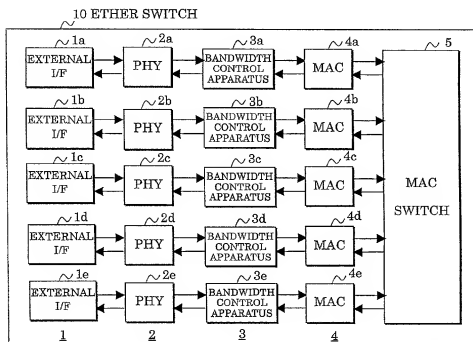 10 ETHER SWITCH
1a 2a 3a 4a 5
EXTERNAL I/F PHY BANDWIDTH CONTROL APPARATUS MAC
1b 2b 3b 4b
EXTERNAL I/F PHY BANDWIDTH CONTROL APPARATUS MAC
1c 2c 3c 4c
EXTERNAL I/F PHY BANDWIDTH CONTROL APPARATUS MAC
MAC SWITCH
1d 2d 3d 4d
EXTERNAL I/F PHY BANDWIDTH CONTROL APPARATUS MAC
1e 2e 3e 4e
EXTERNAL I/F PHY BANDWIDTH CONTROL APPARATUS MAC
1 2 3 4